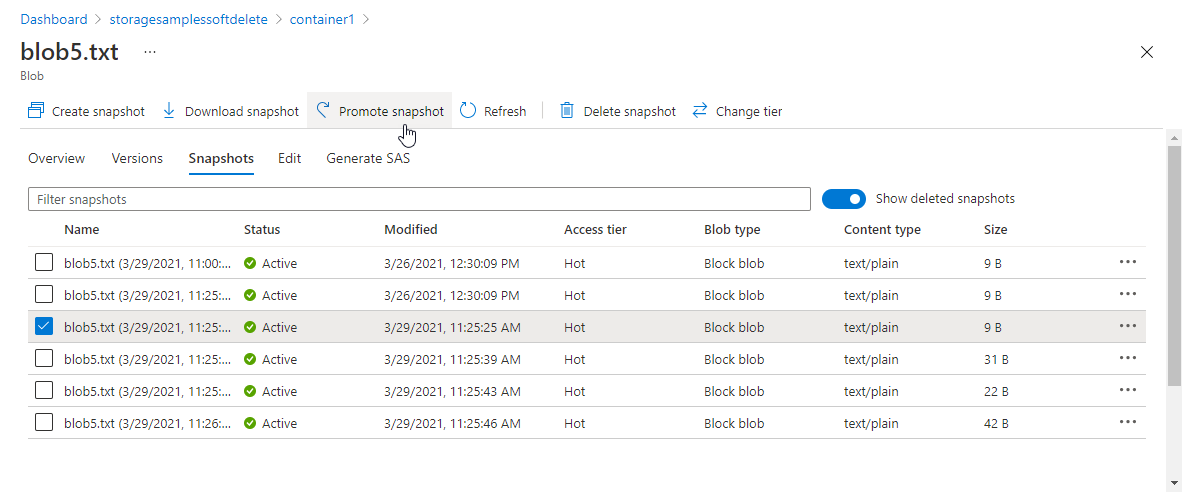 Dashboard > storagesamplessoftdelete > container1 >
blob5.txt ...
Blob
Create snapshot Download snapshot Promote snapshot Refresh Delete snapshot Change tier
Overview Versions Snapshots Edit Generate SAS
Filter snapshots Show deleted snapshots
Name Status Modified Access tier Blob type Content type Size
blob5.txt (3/29/2021, 11:00:... Active 3/26/2021, 12:30:09 PM Hot Block blob text/plain 9 B ...
blob5.txt (3/29/2021, 11:25:... Active 3/26/2021, 12:30:09 PM Hot Block blob text/plain 9 B ...
blob5.txt (3/29/2021, 11:25:... Active 3/29/2021, 11:25:25 AM Hot Block blob text/plain 9 B ...
blob5.txt (3/29/2021, 11:25:... Active 3/29/2021, 11:25:39 AM Hot Block blob text/plain 31 B ...
blob5.txt (3/29/2021, 11:25:... Active 3/29/2021, 11:25:43 AM Hot Block blob text/plain 22 B ...
blob5.txt (3/29/2021, 11:26:... Active 3/29/2021, 11:25:46 AM Hot Block blob text/plain 42 B ...